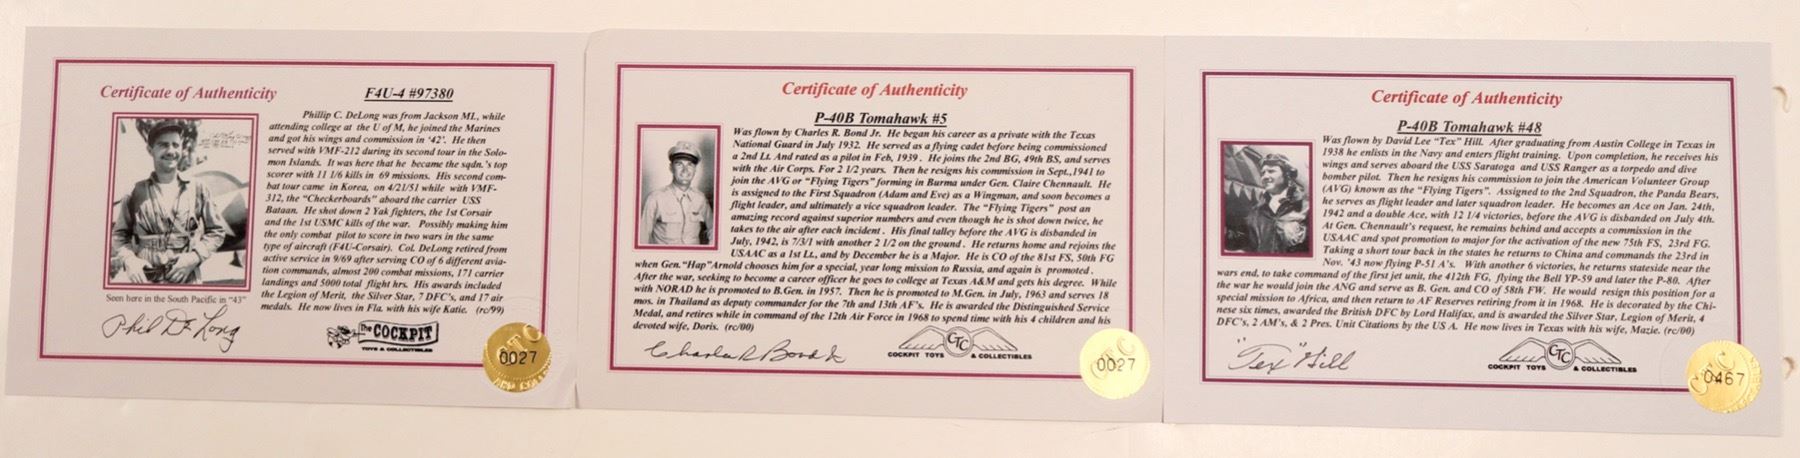 Certificate of Authenticity
F4U-4 #97380
Phillip C. DeLong was from Jackson MI., while
attending college at the U of M, he joined the Marines
and got his wings and commission in '42'. He then
served with VMF-212 during its second tour in the Solo-
mon Islands. It was here that he became the sqdn.'s top
scorer with 11 1/6 kills in 69 missions. His second com-
bat tour came in Korea, on 4/21/51 while with VMF-
312, the "Checkerboards" aboard the carrier USS
Bataan. He shot down 2 Yak fighters, the 1st Corsair
and the 1st USMC kills of the war. Possibly making him
the only combat pilot to score in two wars in the same
type of aircraft (F4U-Corsair). Col. DeLong retired from
active service in 9/69 after serving CO of 6 different avia-
tion commands, almost 200 combat missions, 171 carrier
landings and 5000 total flight hrs. His awards included
the Legion of Merit, the Silver Star, 7 DFC's, and 17 air
medals. He now lives in Fla. with his wife Katie. (rc/99)
Seen here in the South Pacific in "43"
Phil De Long
The COCKPIT
TOYS & COLLECTIBLES
CTC
0027
Certificate of Authenticity
P-40B Tomahawk #5
Was flown by Charles R. Bond Jr. He began his career as a private with the Texas
National Guard in July 1932. He served as a flying cadet before being commissioned
a 2nd Lt. And rated as a pilot in Feb, 1939. He joins the 2nd BG, 49th BS, and serves
with the Air Corps. For 2 1/2 years. Then he resigns his commission in Sept.,1941 to
join the AVG or "Flying Tigers" forming in Burma under Gen. Claire Chennault. He
is assigned to the First Squadron (Adam and Eve) as a Wingman, and soon becomes a
flight leader, and ultimately a vice squadron leader. The "Flying Tigers" post an
amazing record against superior numbers and even though he is shot down twice, he
takes to the air after each incident. His final talley before the AVG is disbanded in
July, 1942, is 7/3/1 with another 2 1/2 on the ground. He returns home and rejoins the
USAAC as a 1st Lt., and by December he is a Major. He is CO of the 81st FS, 50th FG
when Gen. "Hap"Arnold chooses him for a special, year long mission to Russia, and again is promoted.
After the war, seeking to become a career officer he goes to college at Texas A&M and gets his degree. While
with NORAD he is promoted to B.Gen. in 1957. Then he is promoted to M.Gen. in July, 1963 and serves 18
mos. in Thailand as deputy commander for the 7th and 13th AF's. He is awarded the Distinguished Service
Medal, and retires while in command of the 12th Air Force in 1968 to spend time with his 4 children and his
devoted wife, Doris. (rc/00)
Charles R Bond Jr
CTC
COCKPIT TOYS & COLLECTIBLES
0027
Certificate of Authenticity
P-40B Tomahawk #48
Was flown by David Lee "Tex" Hill. After graduating from Austin College in Texas in
1938 he enlists in the Navy and enters flight training. Upon completion, he receives his
wings and serves aboard the USS Saratoga and USS Ranger as a torpedo and dive
bomber pilot. Then he resigns his commission to join the American Volunteer Group
(AVG) known as the "Flying Tigers". Assigned to the 2nd Squadron, the Panda Bears,
he serves as flight leader and later squadron leader. He becomes an Ace on Jan. 24th,
1942 and a double Ace, with 12 1/4 victories, before the AVG is disbanded on July 4th.
At Gen. Chennault's request, he remains behind and accepts a commission in the
USAAC and spot promotion to major for the activation of the new 75th FS, 23rd FG.
Taking a short tour back in the states he returns to China and commands the 23rd in
Nov. '43 now flying P-51 A's. With another 6 victories, he returns stateside near the
wars end, to take command of the first jet unit, the 412th FG, flying the Bell YP-59 and later the P-80. After
the war he would join the ANG and serve as B. Gen. and CO of 58th FW. He would resign this position for a
special mission to Africa, and then return to AF Reserves retiring from it in 1968. He is decorated by the Chi-
nese six times, awarded the British DFC by Lord Halifax, and is awarded the Silver Star, Legion of Merit, 4
DFC's, 2 AM's, & 2 Pres. Unit Citations by the US A. He now lives in Texas with his wife, Mazie. (rc/00)
"Tex" Hill
CTC
COCKPIT TOYS & COLLECTIBLES
CTC
0467